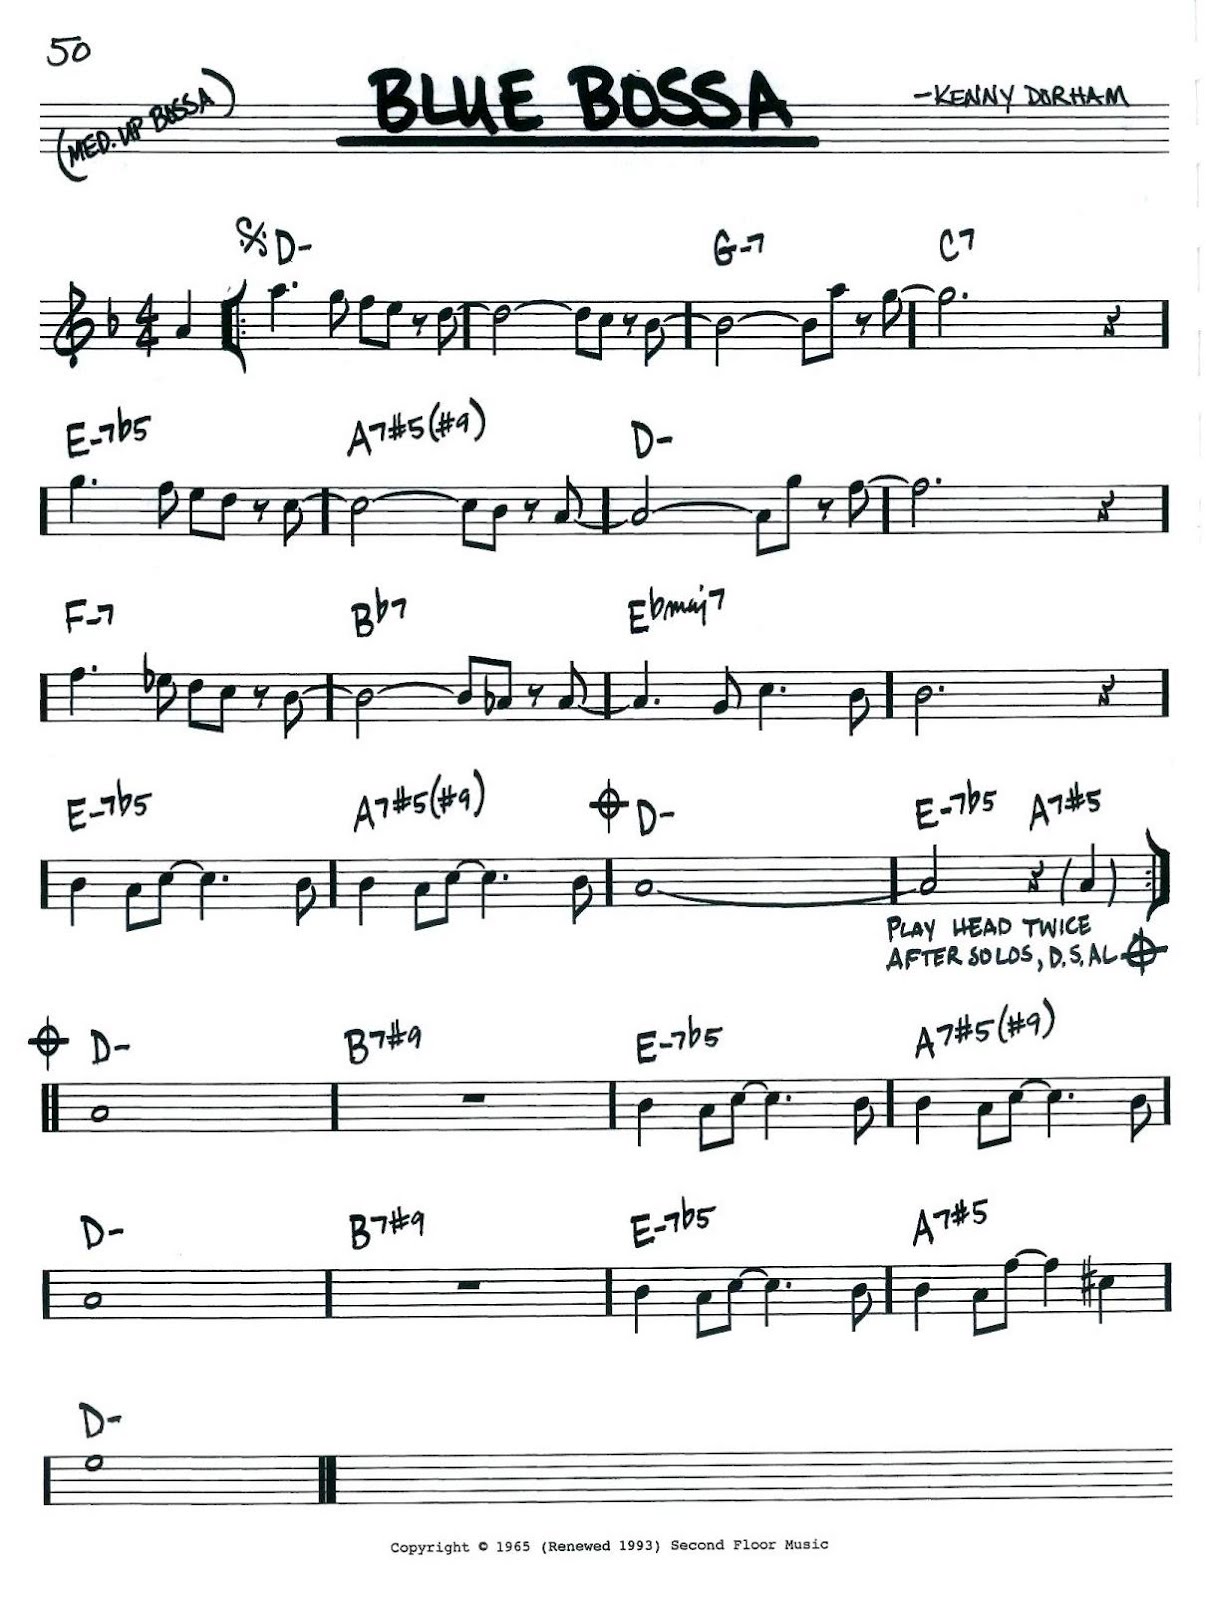 50
(MED. UP BOSSA)
BLUE BOSSA
-KENNY DORHAM
4/4
D- G-7 C7
E-7b5 A7#5(#9) D-
F-7 Bb7 Ebmaj7
E-7b5 A7#5(#9) D- E-7b5 A7#5
PLAY HEAD TWICE
AFTER SOLOS, D.S. AL
D- B7#9 E-7b5 A7#5(#9)
D- B7#9 E-7b5 A7#5
D-
Copyright © 1965 (Renewed 1993) Second Floor Music